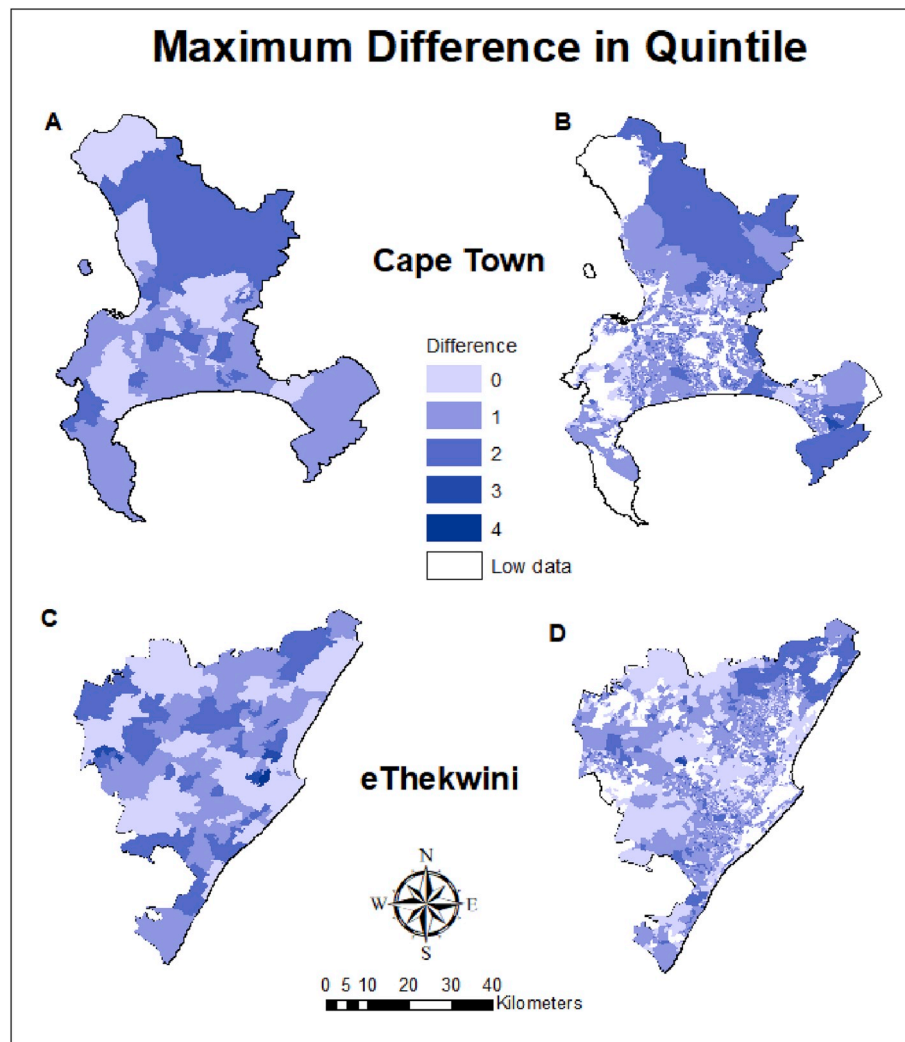 Maximum Difference in Quintile
A
B
Cape Town
Difference
0
1
2
3
4
Low data
C
D
eThekwini
N
W E
S
0 5 10 20 30 40
Kilometers